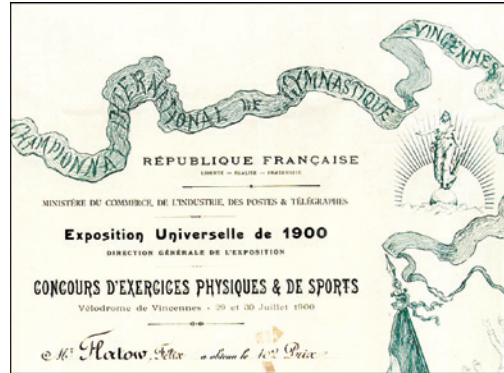 CHAMPIONNAT INTERNATIONAL DE GYMNASTIQUE
-VINCENNES
RÉPUBLIQUE FRANÇAISE
LIBERTÉ — ÉGALITÉ — FRATERNITÉ
MINISTÈRE DU COMMERCE, DE L'INDUSTRIE, DES POSTES & TÉLÉGRAPHES
Exposition Universelle de 1900
DIRECTION GÉNÉRALE DE L'EXPOSITION
CONCOURS D'EXERCICES PHYSIQUES & DE SPORTS
Vélodrome de Vincennes - 29 et 30 Juillet 1900
Mr Flatow, Félix a obtenu le 102 Prix